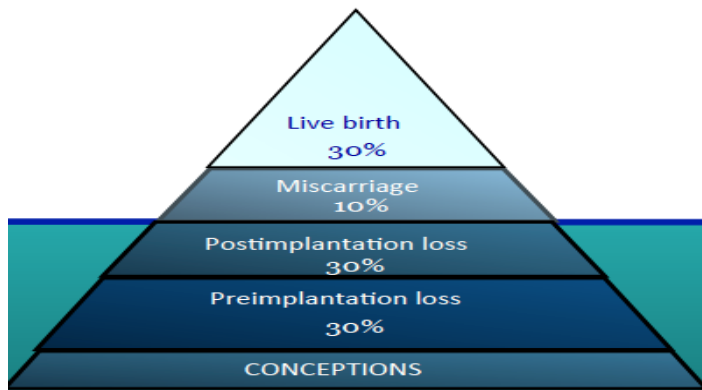 Live birth
30%
Miscarriage
10%
Postimplantation loss
30%
Preimplantation loss
30%
CONCEPTIONS